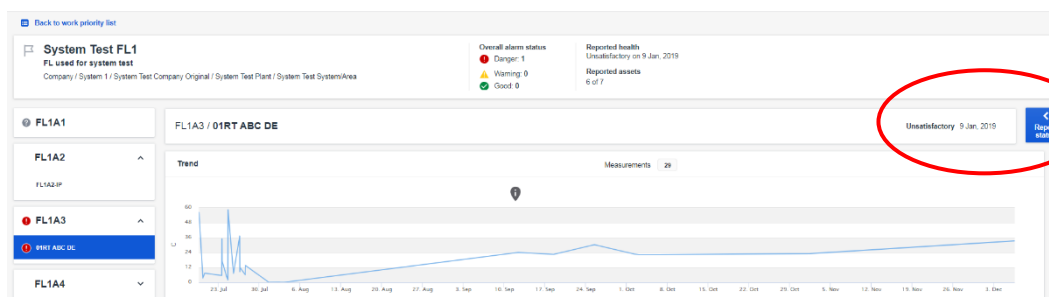 Back to work priority list
System Test FL1
FL used for system test
Company / System 1 / System Test Company Original / System Test Plant / System Test System/Area
Overall alarm status
Danger: 1
Warning: 0
Good: 0
Reported health
Unsatisfactory on 9 Jan, 2019
Reported assets
6 of 7
FL1A1
FL1A2
FL1A2-IP
FL1A3
01RT ABC DE
FL1A4
FL1A3 / 01RT ABC DE
Unsatisfactory 9 Jan, 2019
Repo
statu
Trend
Measurements 29
60
48
36
24
12
0
C
23. Jul 30. Jul 6. Aug 13. Aug 20. Aug 27. Aug 3. Sep 10. Sep 17. Sep 24. Sep 1. Oct 8. Oct 15. Oct 22. Oct 29. Oct 5. Nov 12. Nov 19. Nov 26. Nov 3. Dec